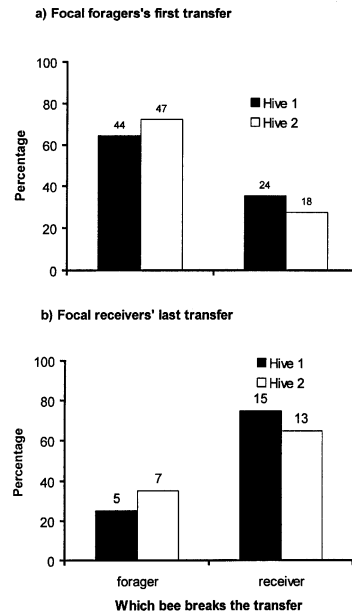 a) Focal foragers's first transfer
100
80
60
40
20
0
Percentage
44
47
24
18
Hive 1
Hive 2
b) Focal receivers' last transfer
100
80
60
40
20
0
Percentage
5
7
15
13
Hive 1
Hive 2
forager receiver
Which bee breaks the transfer